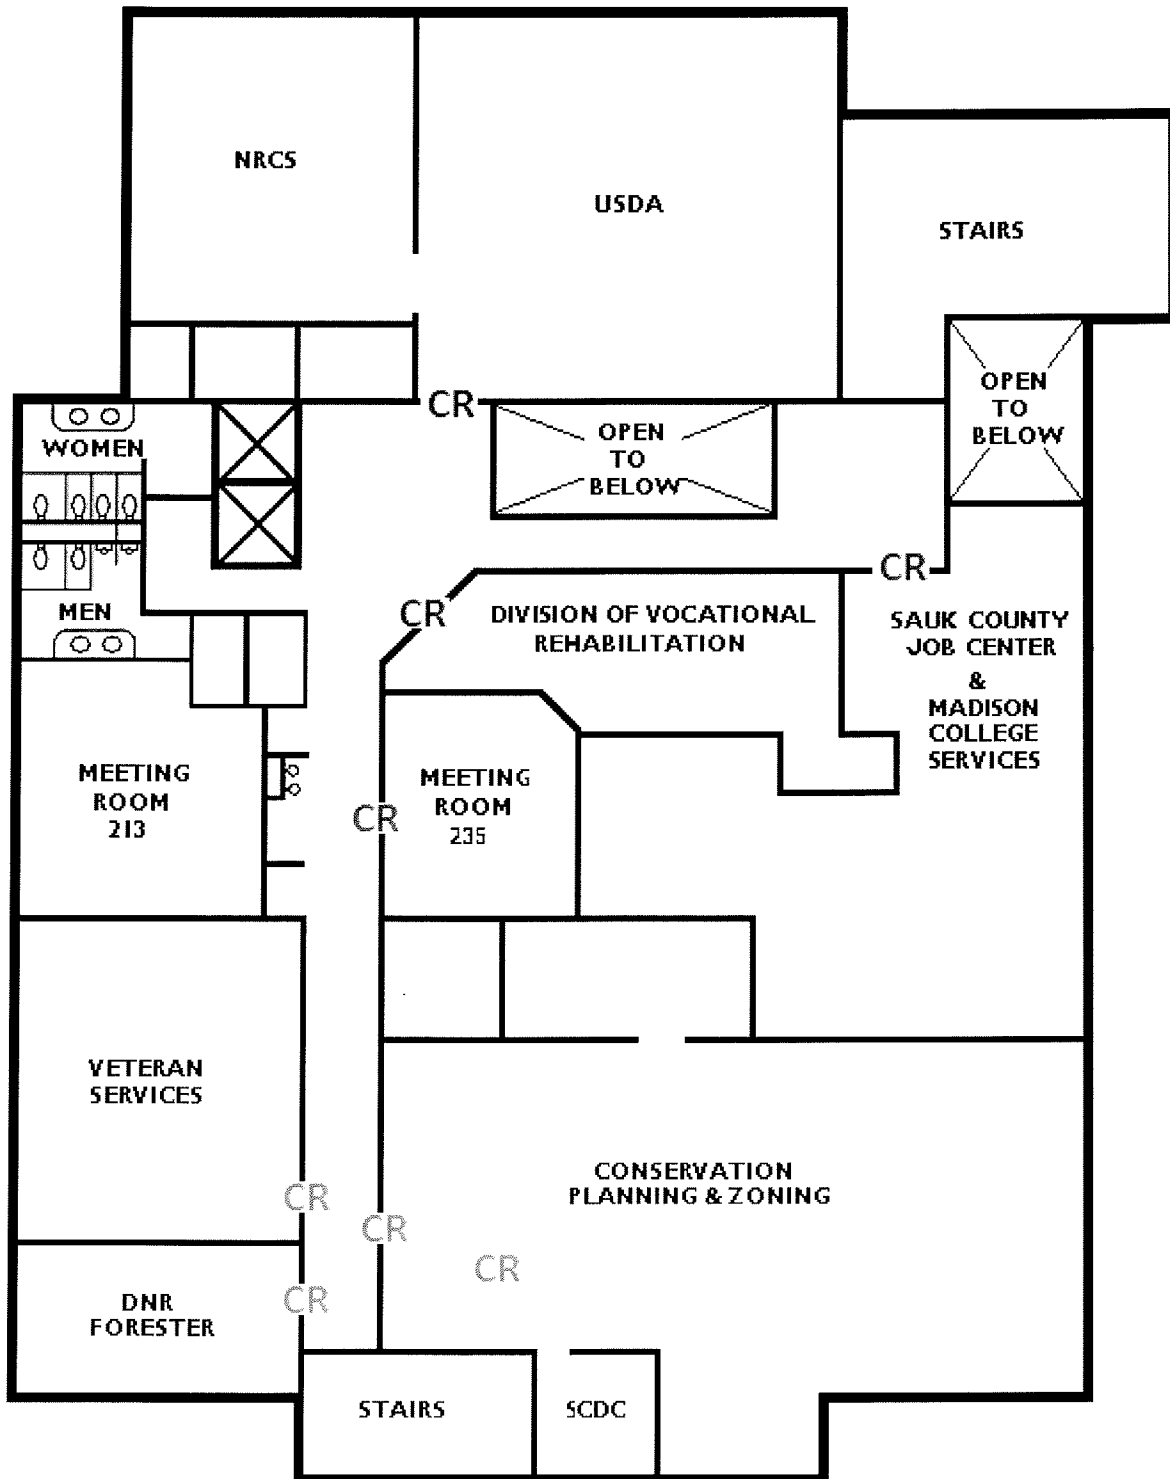 NRCS
USDA
STAIRS
OPEN
TO
BELOW
CR
OPEN
TO
BELOW
WOMEN
CR
CR
MEN
DIVISION OF VOCATIONAL
REHABILITATION
SAUK COUNTY
JOB CENTER
&
MADISON
COLLEGE
SERVICES
MEETING
ROOM
213
CR
MEETING
ROOM
235
VETERAN
SERVICES
CONSERVATION
PLANNING & ZONING
CR
CR
CR
CR
DNR
FORESTER
STAIRS
SCDC